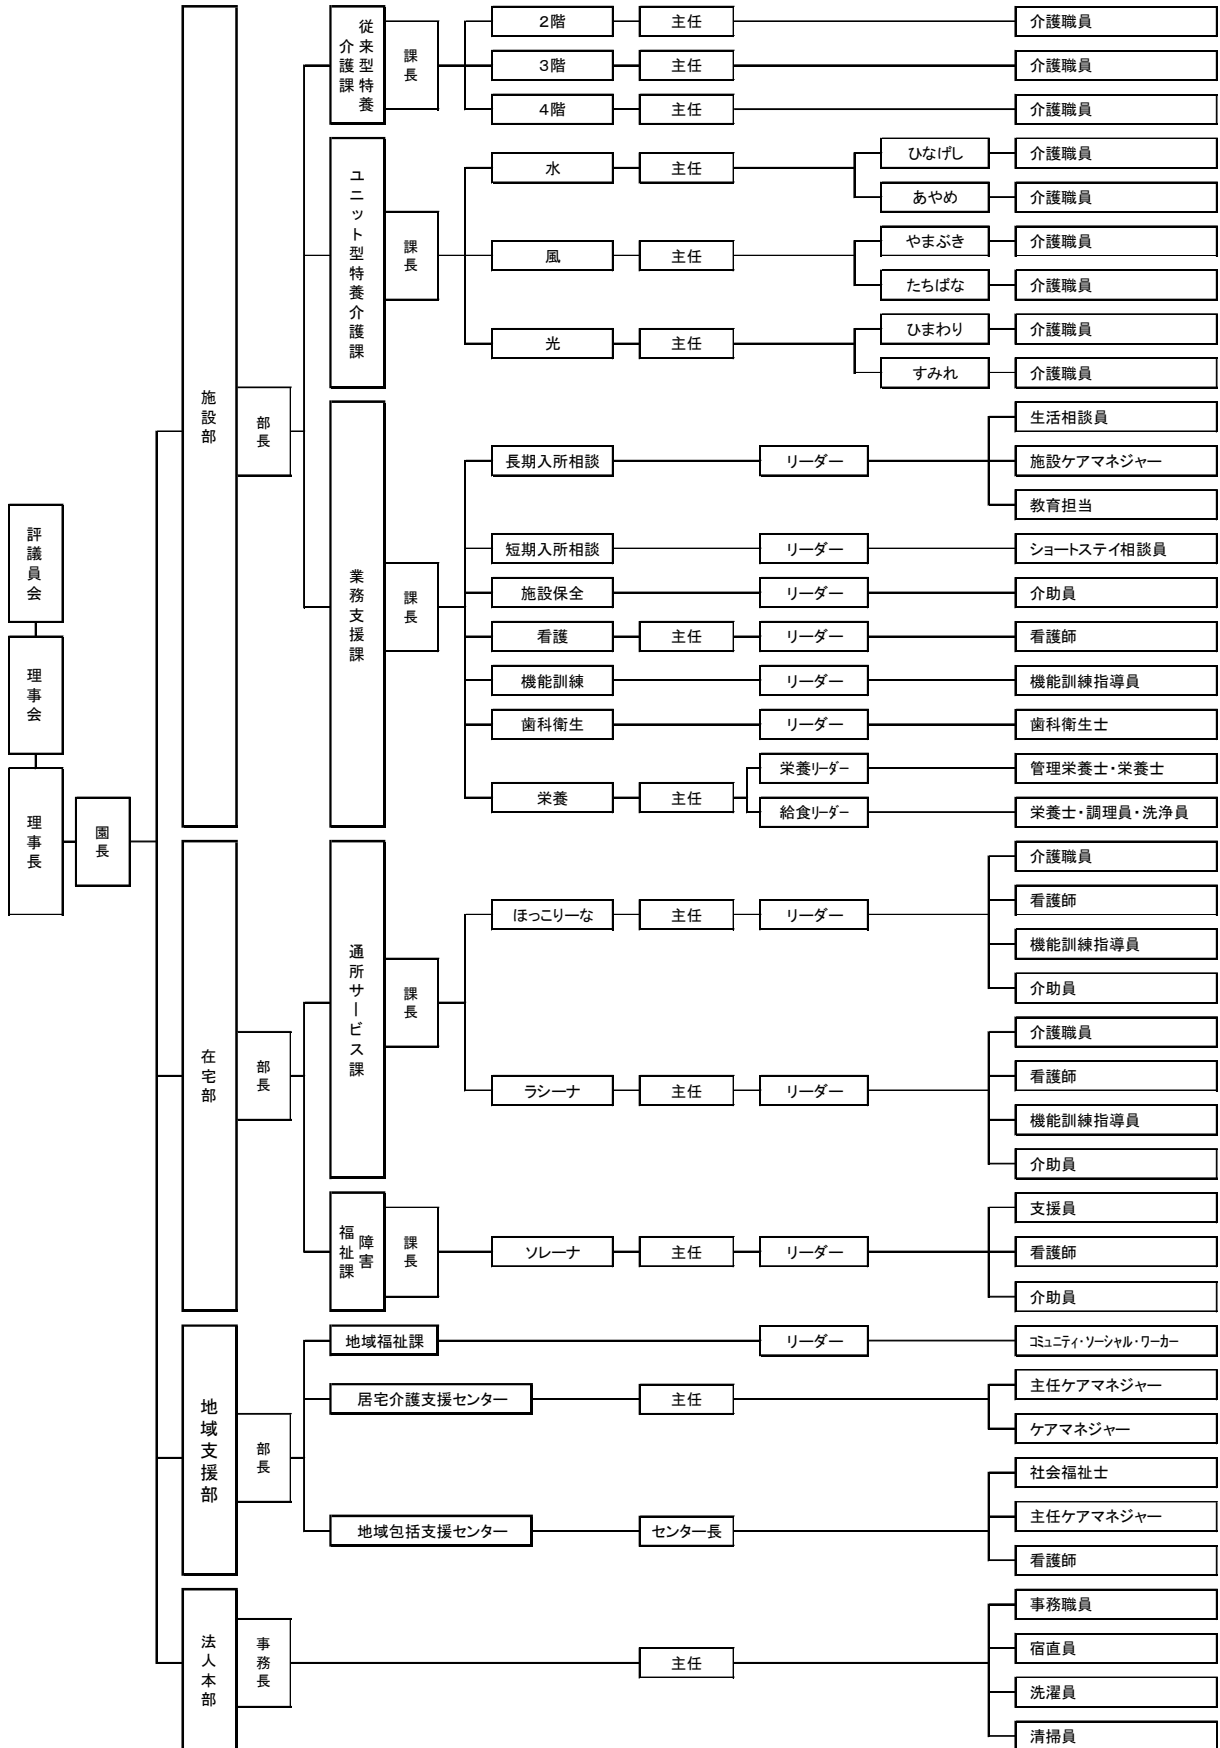 評議員会
理事会
理事長
園長
施設部
部長
従来型特養
介護課
課長
2階
主任
介護職員
3階
主任
介護職員
4階
主任
介護職員
ユニット型特養介護課
課長
水
主任
ひなげし
介護職員
あやめ
介護職員
風
主任
やまぶき
介護職員
たちばな
介護職員
光
主任
ひまわり
介護職員
すみれ
介護職員
業務支援課
課長
長期入所相談
リーダー
生活相談員
施設ケアマネジャー
教育担当
短期入所相談
リーダー
ショートステイ相談員
施設保全
リーダー
介助員
看護
主任
リーダー
看護師
機能訓練
リーダー
機能訓練指導員
歯科衛生
リーダー
歯科衛生士
栄養
主任
栄養リーダー
管理栄養士・栄養士
給食リーダー
栄養士・調理員・洗浄員
在宅部
部長
通所サービス課
課長
ほっこりーな
主任
リーダー
介護職員
看護師
機能訓練指導員
介助員
ラシーナ
主任
リーダー
介護職員
看護師
機能訓練指導員
介助員
障害
福祉課
課長
ソレーナ
主任
リーダー
支援員
看護師
介助員
地域支援部
部長
地域福祉課
リーダー
コミュニティ・ソーシャル・ワーカー
居宅介護支援センター
主任
主任ケアマネジャー
ケアマネジャー
地域包括支援センター
センター長
社会福祉士
主任ケアマネジャー
看護師
法人本部
事務長
主任
事務職員
宿直員
洗濯員
清掃員